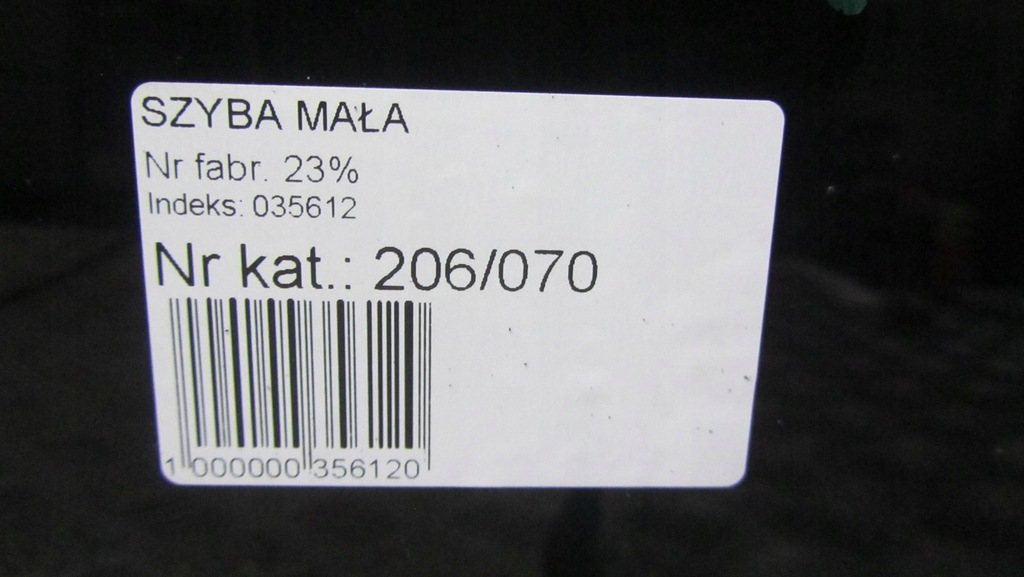 SZYBA MAŁA
Nr fabr. 23%
Indeks: 035612
Nr kat.: 206/070
1 000000 356120